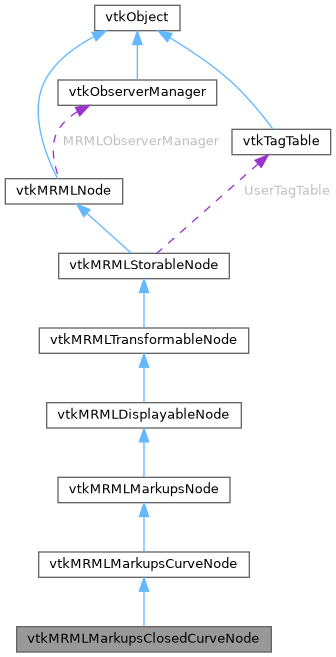 vtkObject
vtkObserverManager
vtkTagTable
MRMLObserverManager
vtkMRMLNode
UserTagTable
vtkMRMLStorableNode
vtkMRMLTransformableNode
vtkMRMLDisplayableNode
vtkMRMLMarkupsNode
vtkMRMLMarkupsCurveNode
vtkMRMLMarkupsClosedCurveNode